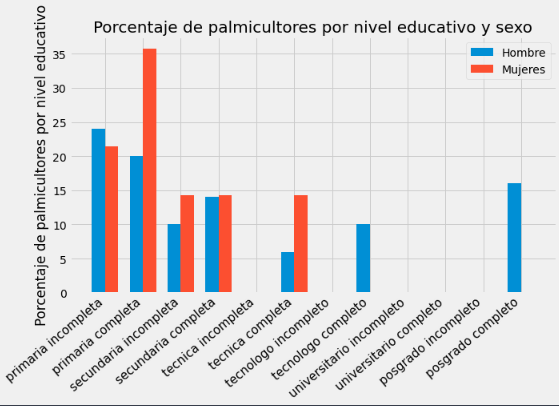 Porcentaje de palmicultores por nivel educativo y sexo
Porcentaje de palmicultores por nivel educativo
35
30
25
20
15
10
5
0
Hombre
Mujeres
primaria incompleta
primaria completa
secundaria incompleta
secundaria completa
tecnica incompleta
tecnica completa
tecnologo incompleto
tecnologo completo
universitario incompleto
universitario completo
posgrado incompleto
posgrado completo